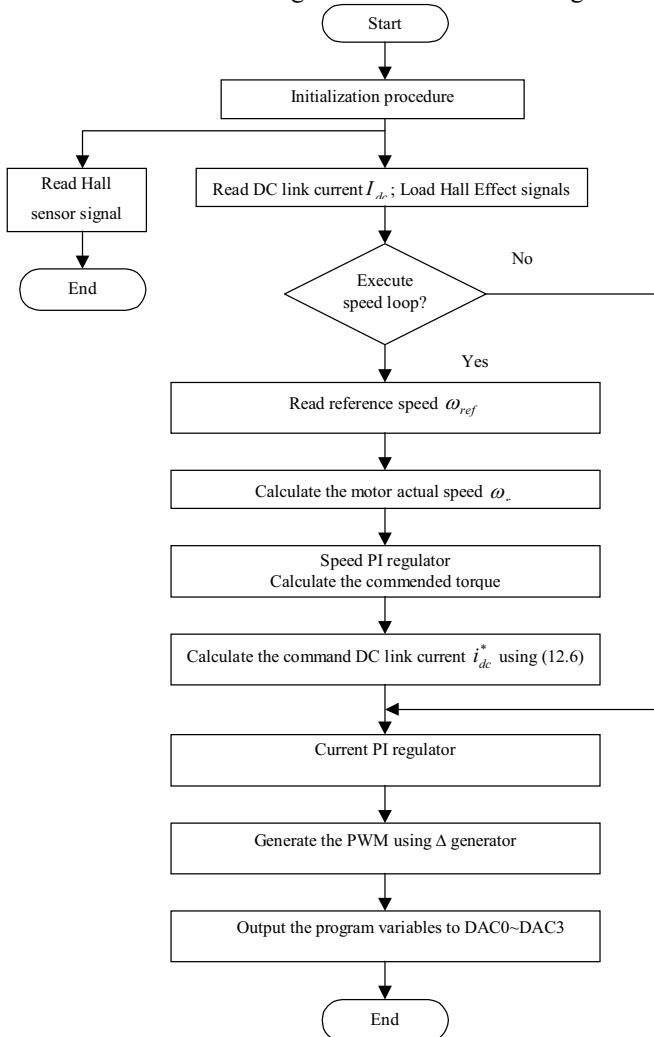 Start
Initialization procedure
Read Hall
sensor signal
End
Read DC link current I_dc; Load Hall Effect signals
Execute
speed loop?
No
Yes
Read reference speed ω_ref
Calculate the motor actual speed ω_r
Speed PI regulator
Calculate the commended torque
Calculate the command DC link current i*_dc using (12.6)
Current PI regulator
Generate the PWM using Δ generator
Output the program variables to DAC0~DAC3
End